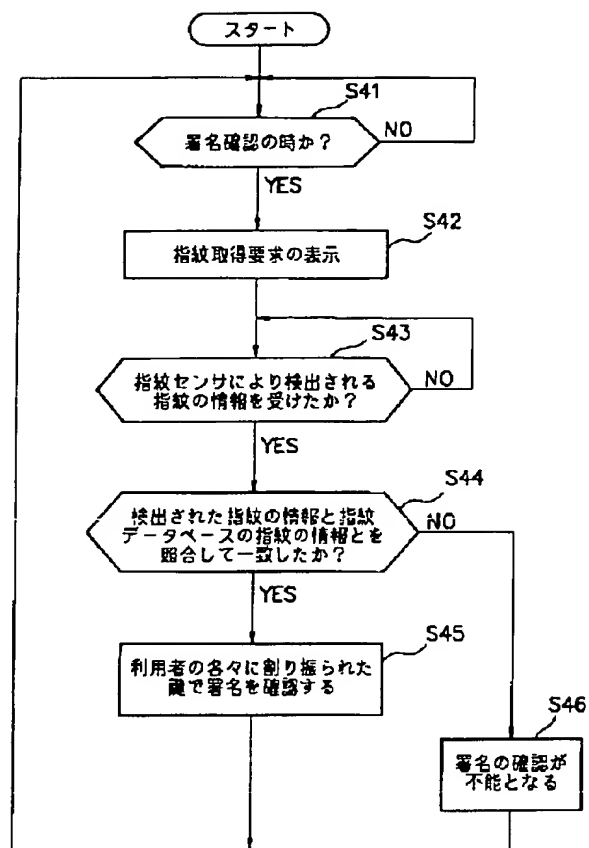 スタート
S41
署名確認の時か?
NO
YES
S42
指紋取得要求の表示
S43
指紋センサにより検出される
指紋の情報を受けたか?
NO
YES
S44
検出された指紋の情報と指紋
データベースの指紋の情報とを
照合して一致したか?
NO
YES
S45
利用者の各々に割り振られた
鍵で署名を確認する
S46
署名の確認が
不能となる